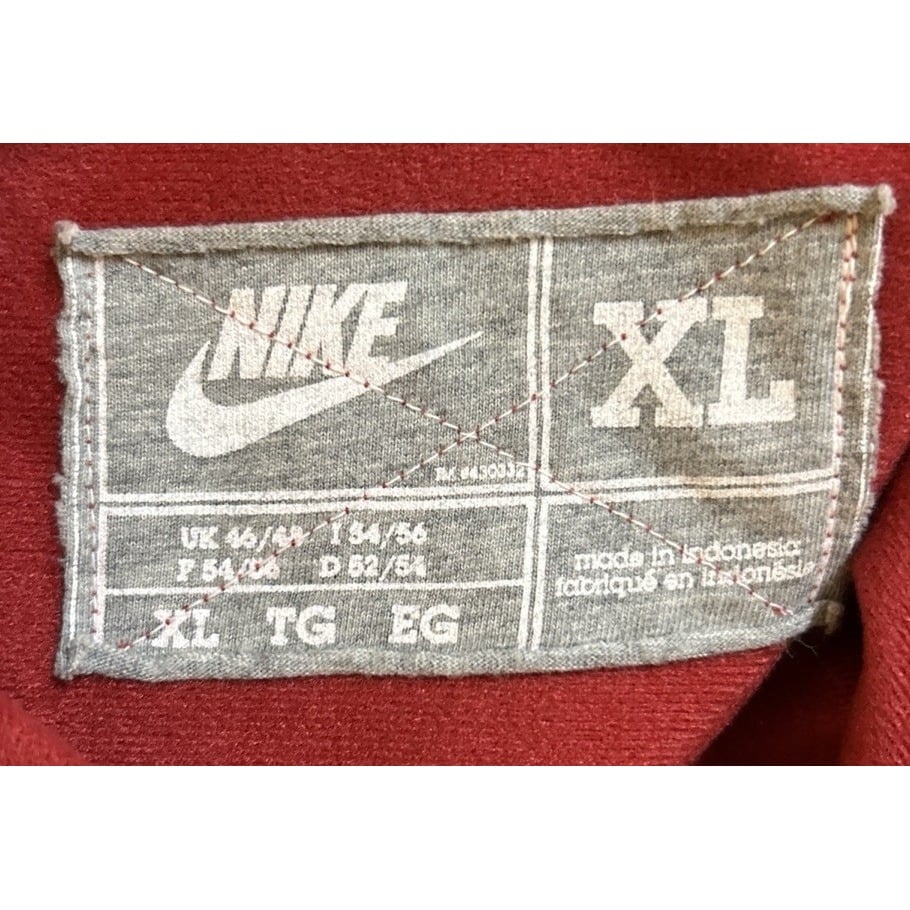 NIKE
XL
UK 46/48 I 54/56
F 54/56 D 52/54
XL TG EG
made in indonesia
fabriqué en indonésie